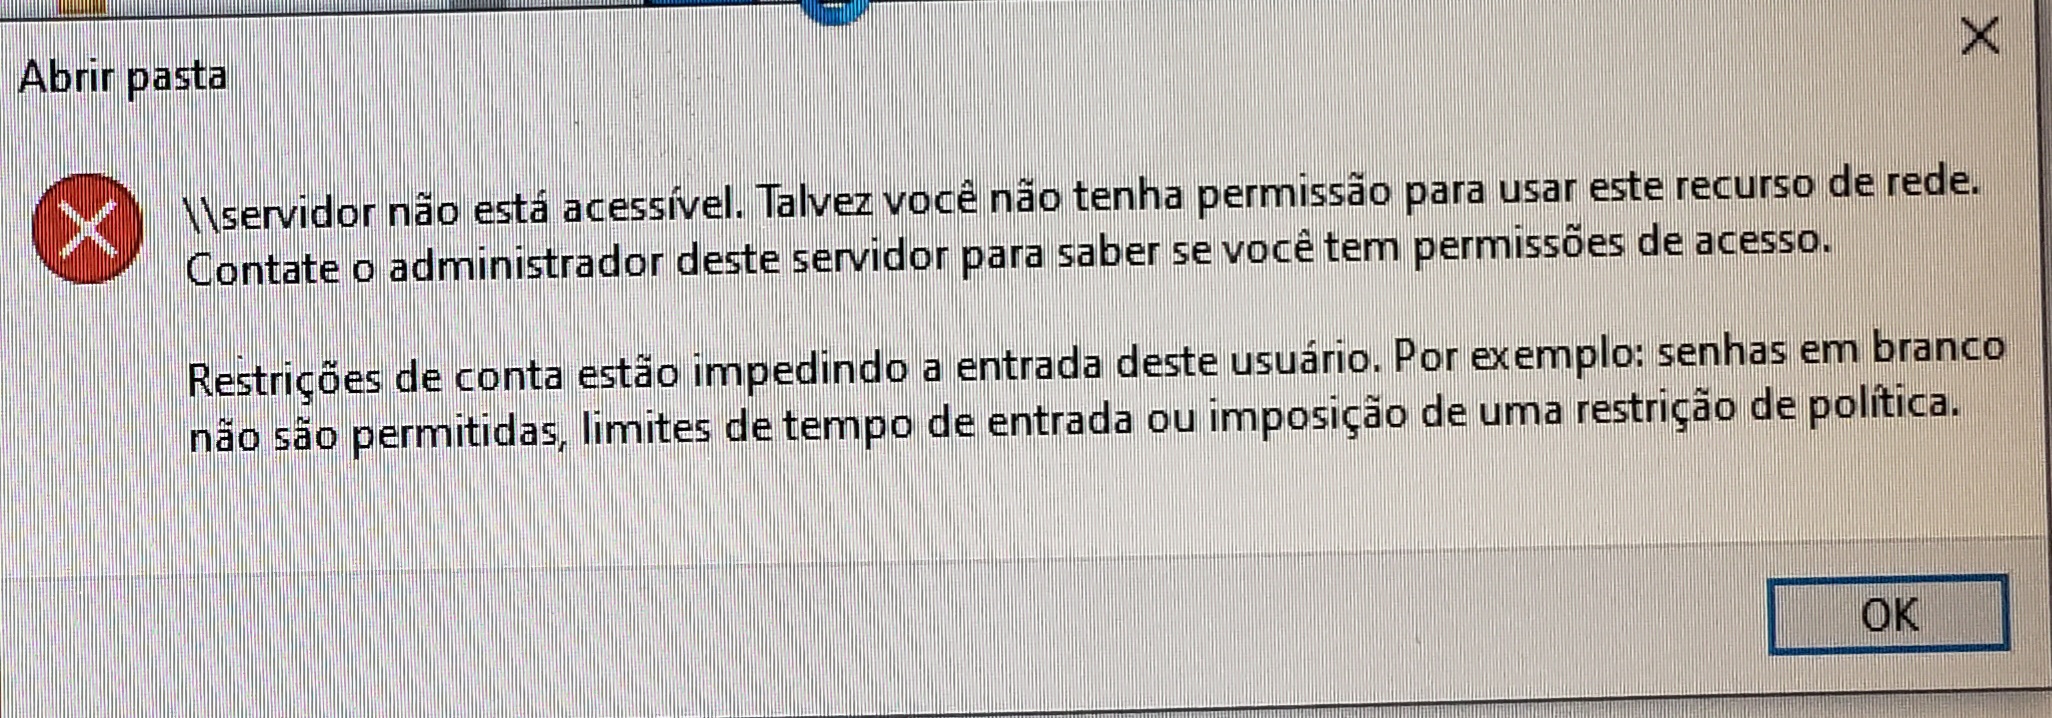 Abrir pasta
\\servidor não está acessível. Talvez você não tenha permissão para usar este recurso de rede.
Contate o administrador deste servidor para saber se você tem permissões de acesso.
Restrições de conta estão impedindo a entrada deste usuário. Por exemplo: senhas em branco
não são permitidas, limites de tempo de entrada ou imposição de uma restrição de política.
OK